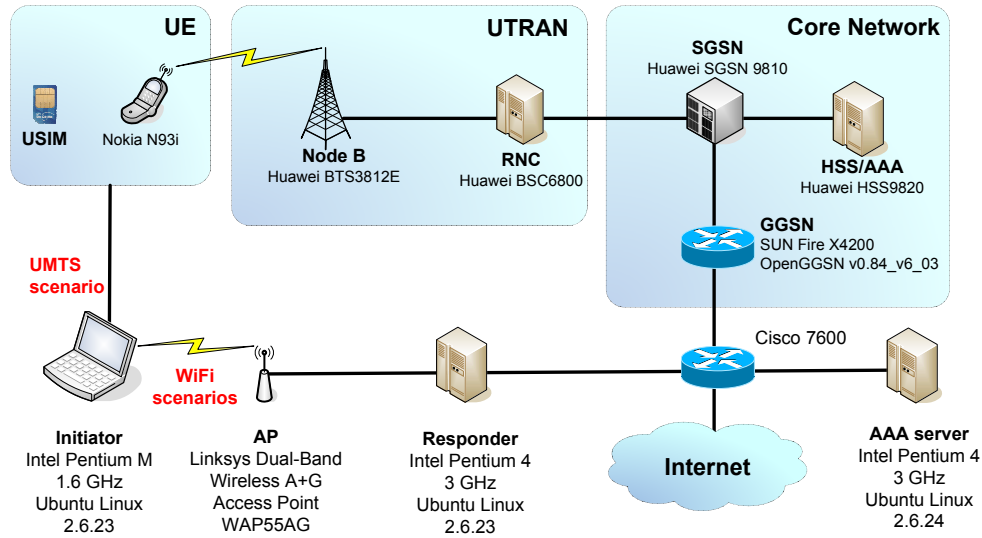 UE
USIM
Nokia N93i
UTRAN
Node B
Huawei BTS3812E
RNC
Huawei BSC6800
Core Network
SGSN
Huawei SGSN 9810
HSS/AAA
Huawei HSS9820
GGSN
SUN Fire X4200
OpenGGSN v0.84_v6_03
UMTS
scenario
WiFi
scenarios
Cisco 7600
Internet
Initiator
Intel Pentium M
1.6 GHz
Ubuntu Linux
2.6.23
AP
Linksys Dual-Band
Wireless A+G
Access Point
WAP55AG
Responder
Intel Pentium 4
3 GHz
Ubuntu Linux
2.6.23
AAA server
Intel Pentium 4
3 GHz
Ubuntu Linux
2.6.24